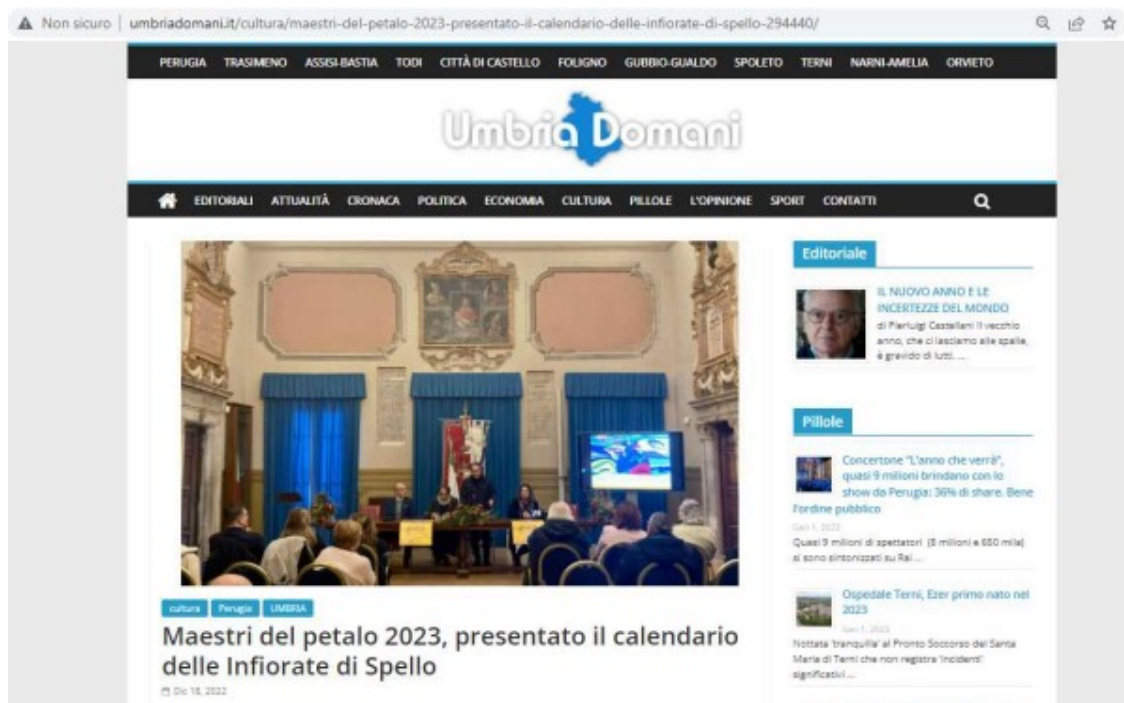 Non sicuro | umbriadomani.it/cultura/maestri-del-petalo-2023-presentato-il-calendario-delle-infiorate-di-spello-294440/
PERUGIA TRASIMENO ASSISI-BASTIA TODI CITTÀ DI CASTELLO FOLIGNO GUBBIO-GUALDO SPOLETO TERNI NARNI-AMELIA ORVIETO
Umbria Domani
EDITORIALI ATTUALITÀ CRONACA POLITICA ECONOMIA CULTURA PILLOLE L'OPINIONE SPORT CONTATTI
cultura Perugia UMBRIA
Maestri del petalo 2023, presentato il calendario
delle Infiorate di Spello
Dic 18, 2022
Editoriale
IL NUOVO ANNO E LE
INCERTEZZE DEL MONDO
di Pierluigi Castellani Il vecchio
anno, che ci lasciamo alle spalle,
è gravido di lutti. ...
Pillole
Concertone "L'anno che verrà",
quasi 9 milioni brindano con lo
show da Perugia: 36% di share. Bene
l'ordine pubblico
Gen 1, 2023
Quasi 9 milioni di spettatori (8 milioni e 650 mila)
si sono sintonizzati su Rai ...
Ospedale Terni, Ezer primo nato nel
2023
Gen 1, 2023
Nottata 'tranquilla' al Pronto Soccorso del Santa
Maria di Terni che non registra 'incidenti'
significativi ...